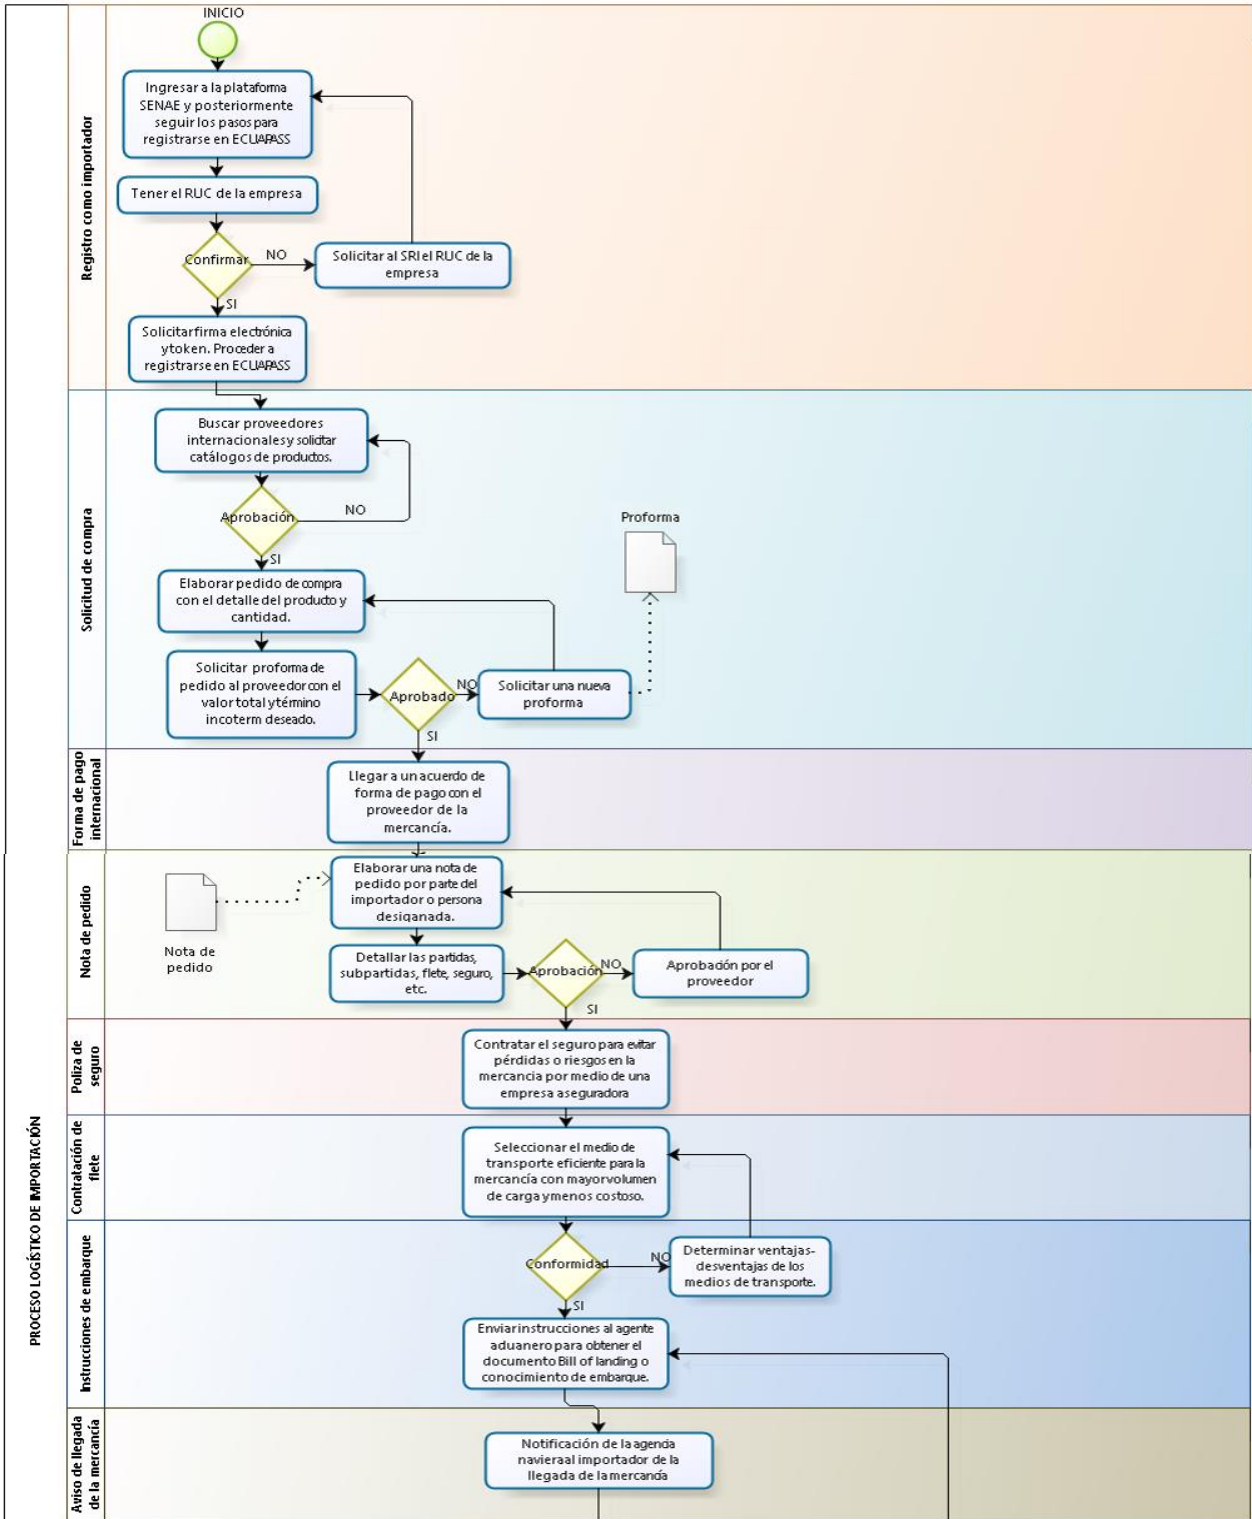 INICIO
Registro como importador
Ingresar a la plataforma
SENAE y posteriormente
seguir los pasos para
registrarse en ECUAPASS
Tener el RUC de la empresa
Confirmar
NO
Solicitar al SRI el RUC de la
empresa
SI
Solicitar firma electrónica
y token. Proceder a
registrarse en ECUAPASS
Solicitud de compra
Buscar proveedores
internacionales y solicitar
catálogos de productos.
Aprobación
NO
SI
Proforma
Elaborar pedido de compra
con el detalle del producto y
cantidad.
Solicitar proforma de
pedido al proveedor con el
valor total y término
incoterm deseado.
Aprobado
NO
Solicitar una nueva
proforma
SI
Forma de pago
internacional
Llegar a un acuerdo de
forma de pago con el
proveedor de la
mercancía.
PROCESO LOGÍSTICO DE IMPORTACIÓN
Nota de pedido
Elaborar una nota de
pedido por parte del
importador o persona
desiganada.
Nota de
pedido
Detallar las partidas,
subpartidas, flete, seguro,
etc.
Aprobación
NO
Aprobación por el
proveedor
SI
Poliza de
seguro
Contratar el seguro para evitar
pérdidas o riesgos en la
mercancia por medio de una
empresa aseguradora
Contratación de
flete
Seleccionar el medio de
transporte eficiente para la
mercancía con mayor volumen
de carga y menos costoso.
Instrucciones de embarque
Conformidad
NO
Determinar ventajas-
desventajas de los
medios de transporte.
SI
Enviar instrucciones al agente
aduanero para obtener el
documento Bill of landing o
conocimiento de embarque.
Aviso de llegada
de la mercancía
Notificación de la agencia
naviera al importador de la
llegada de la mercancía